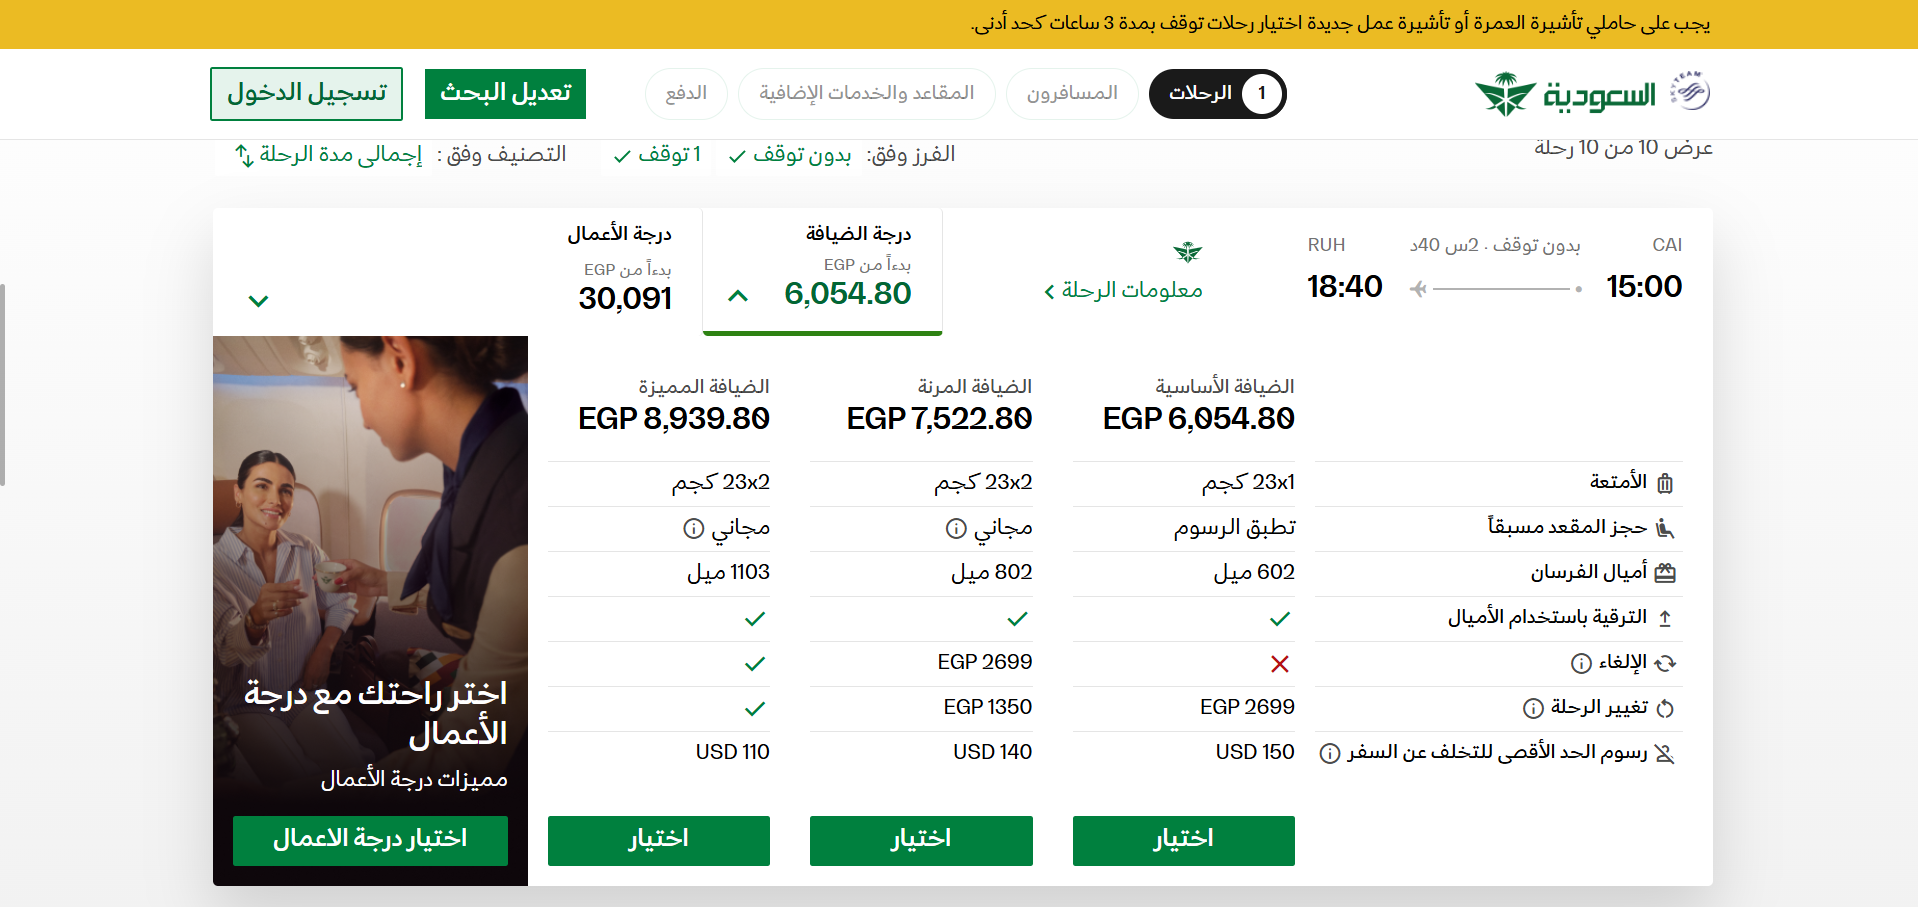 يجب على حاملي تأشيرة العمرة أو تأشيرة عمل جديدة اختيار رحلات توقف بمدة 3 ساعات كحد أدنى.
SKYTEAM
السعودية
1 الرحلات
المسافرون
المقاعد والخدمات الإضافية
الدفع
تعديل البحث
تسجيل الدخول
عرض 10 من 10 رحلة
الفرز وفق: بدون توقف 1 توقف
التصنيف وفق: إجمالي مدة الرحلة
CAI
15:00
بدون توقف . 2س 40د
RUH
18:40
معلومات الرحلة
درجة الضيافة
بدءاً من EGP
6,054.80
درجة الأعمال
بدءاً من EGP
30,091
الضيافة الأساسية الضيافة المرنة الضيافة المميزة
EGP 6,054.80 EGP 7,522.80 EGP 8,939.80
الأمتعة 23x1 كجم 23x2 كجم 23x2 كجم
حجز المقعد مسبقاً تطبق الرسوم مجاني مجاني
أميال الفرسان 602 ميل 802 ميل 1103 ميل
الترقية باستخدام الأميال
الإلغاء EGP 2699
تغيير الرحلة EGP 2699 EGP 1350
رسوم الحد الأقصى للتخلف عن السفر USD 150 USD 140 USD 110
اختيار اختيار اختيار
اختر راحتك مع درجة
الأعمال
مميزات درجة الأعمال
اختيار درجة الاعمال